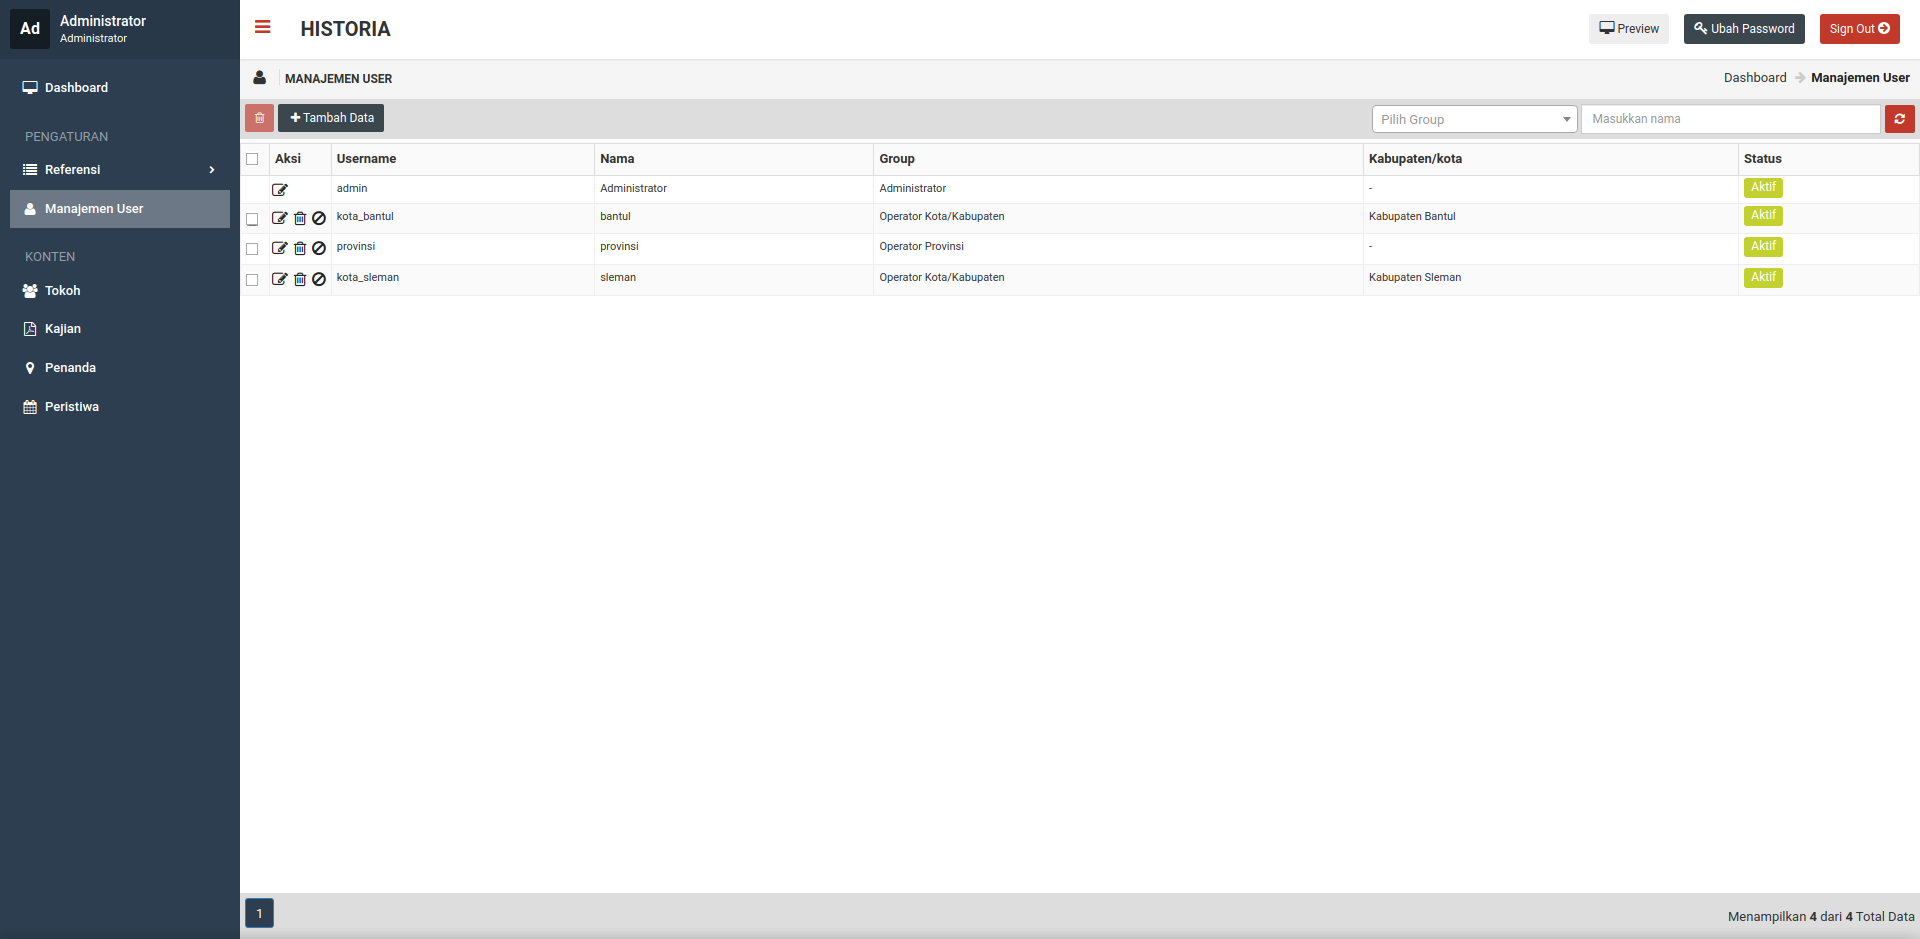 Ad
Administrator
Administrator
HISTORIA
Preview
Ubah Password
Sign Out
Dashboard
PENGATURAN
Referensi
Manajemen User
KONTEN
Tokoh
Kajian
Penanda
Peristiwa
MANAJEMEN USER
Dashboard Manajemen User
Tambah Data
Pilih Group
Masukkan nama
Aksi Username Nama Group Kabupaten/kota Status
admin Administrator Administrator - Aktif
kota_bantul bantul Operator Kota/Kabupaten Kabupaten Bantul Aktif
provinsi provinsi Operator Provinsi - Aktif
kota_sleman sleman Operator Kota/Kabupaten Kabupaten Sleman Aktif
1
Menampilkan 4 dari 4 Total Data